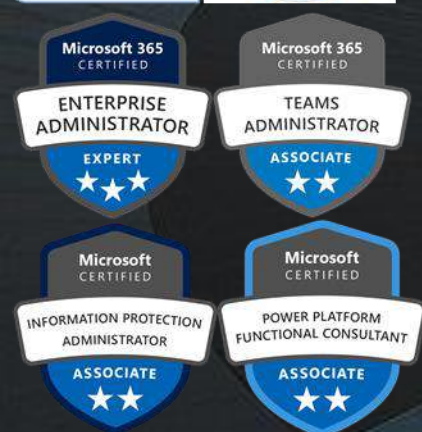 Microsoft 365
CERTIFIED
ENTERPRISE
ADMINISTRATOR
EXPERT
Microsoft 365
CERTIFIED
TEAMS
ADMINISTRATOR
ASSOCIATE
Microsoft
CERTIFIED
INFORMATION PROTECTION
ADMINISTRATOR
ASSOCIATE
Microsoft
CERTIFIED
POWER PLATFORM
FUNCTIONAL CONSULTANT
ASSOCIATE